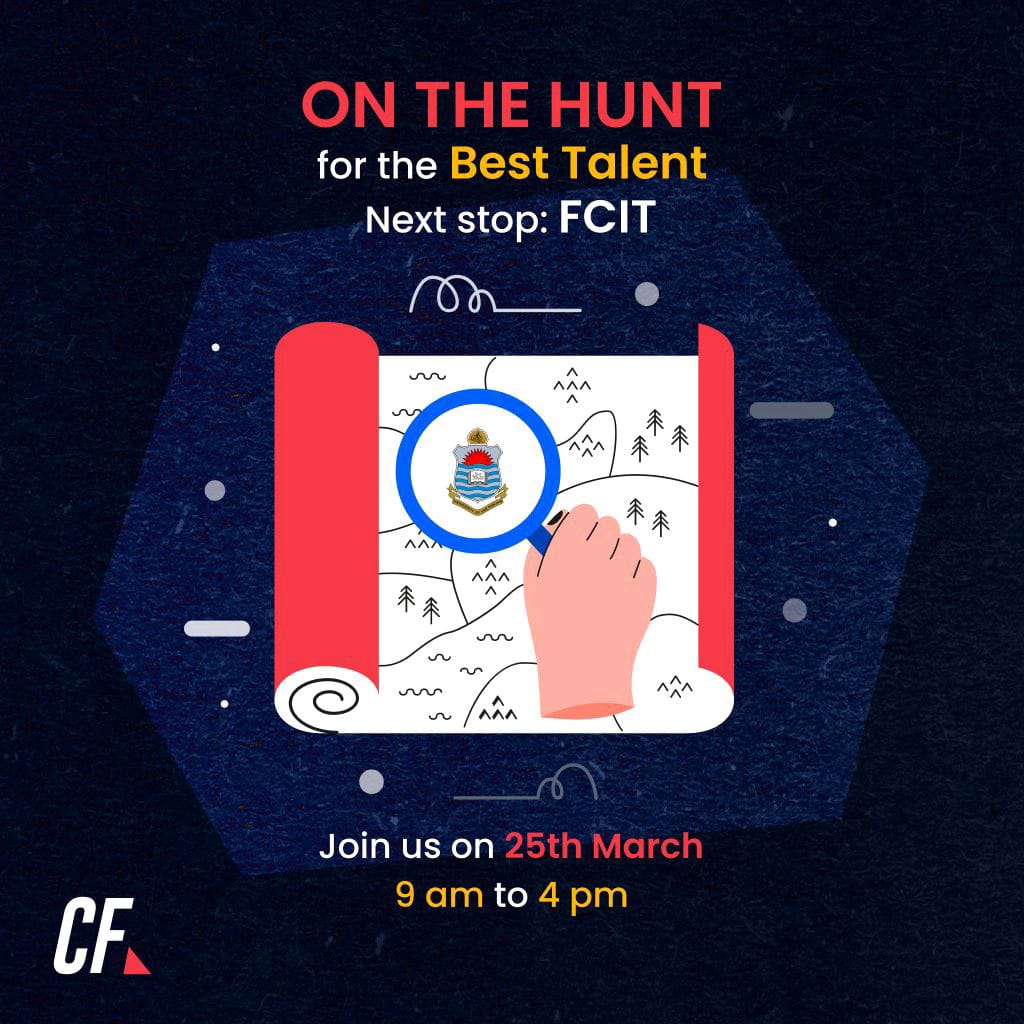 ON THE HUNT
for the Best Talent
Next stop: FCIT
Join us on 25th March
9 am to 4 pm
CF